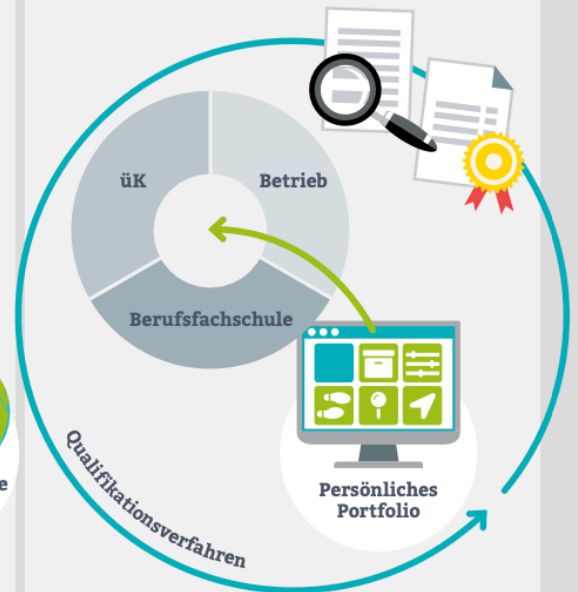 üK
Betrieb
Berufsfachschule
Persönliches
Portfolio
Qualifikationsverfahren
e